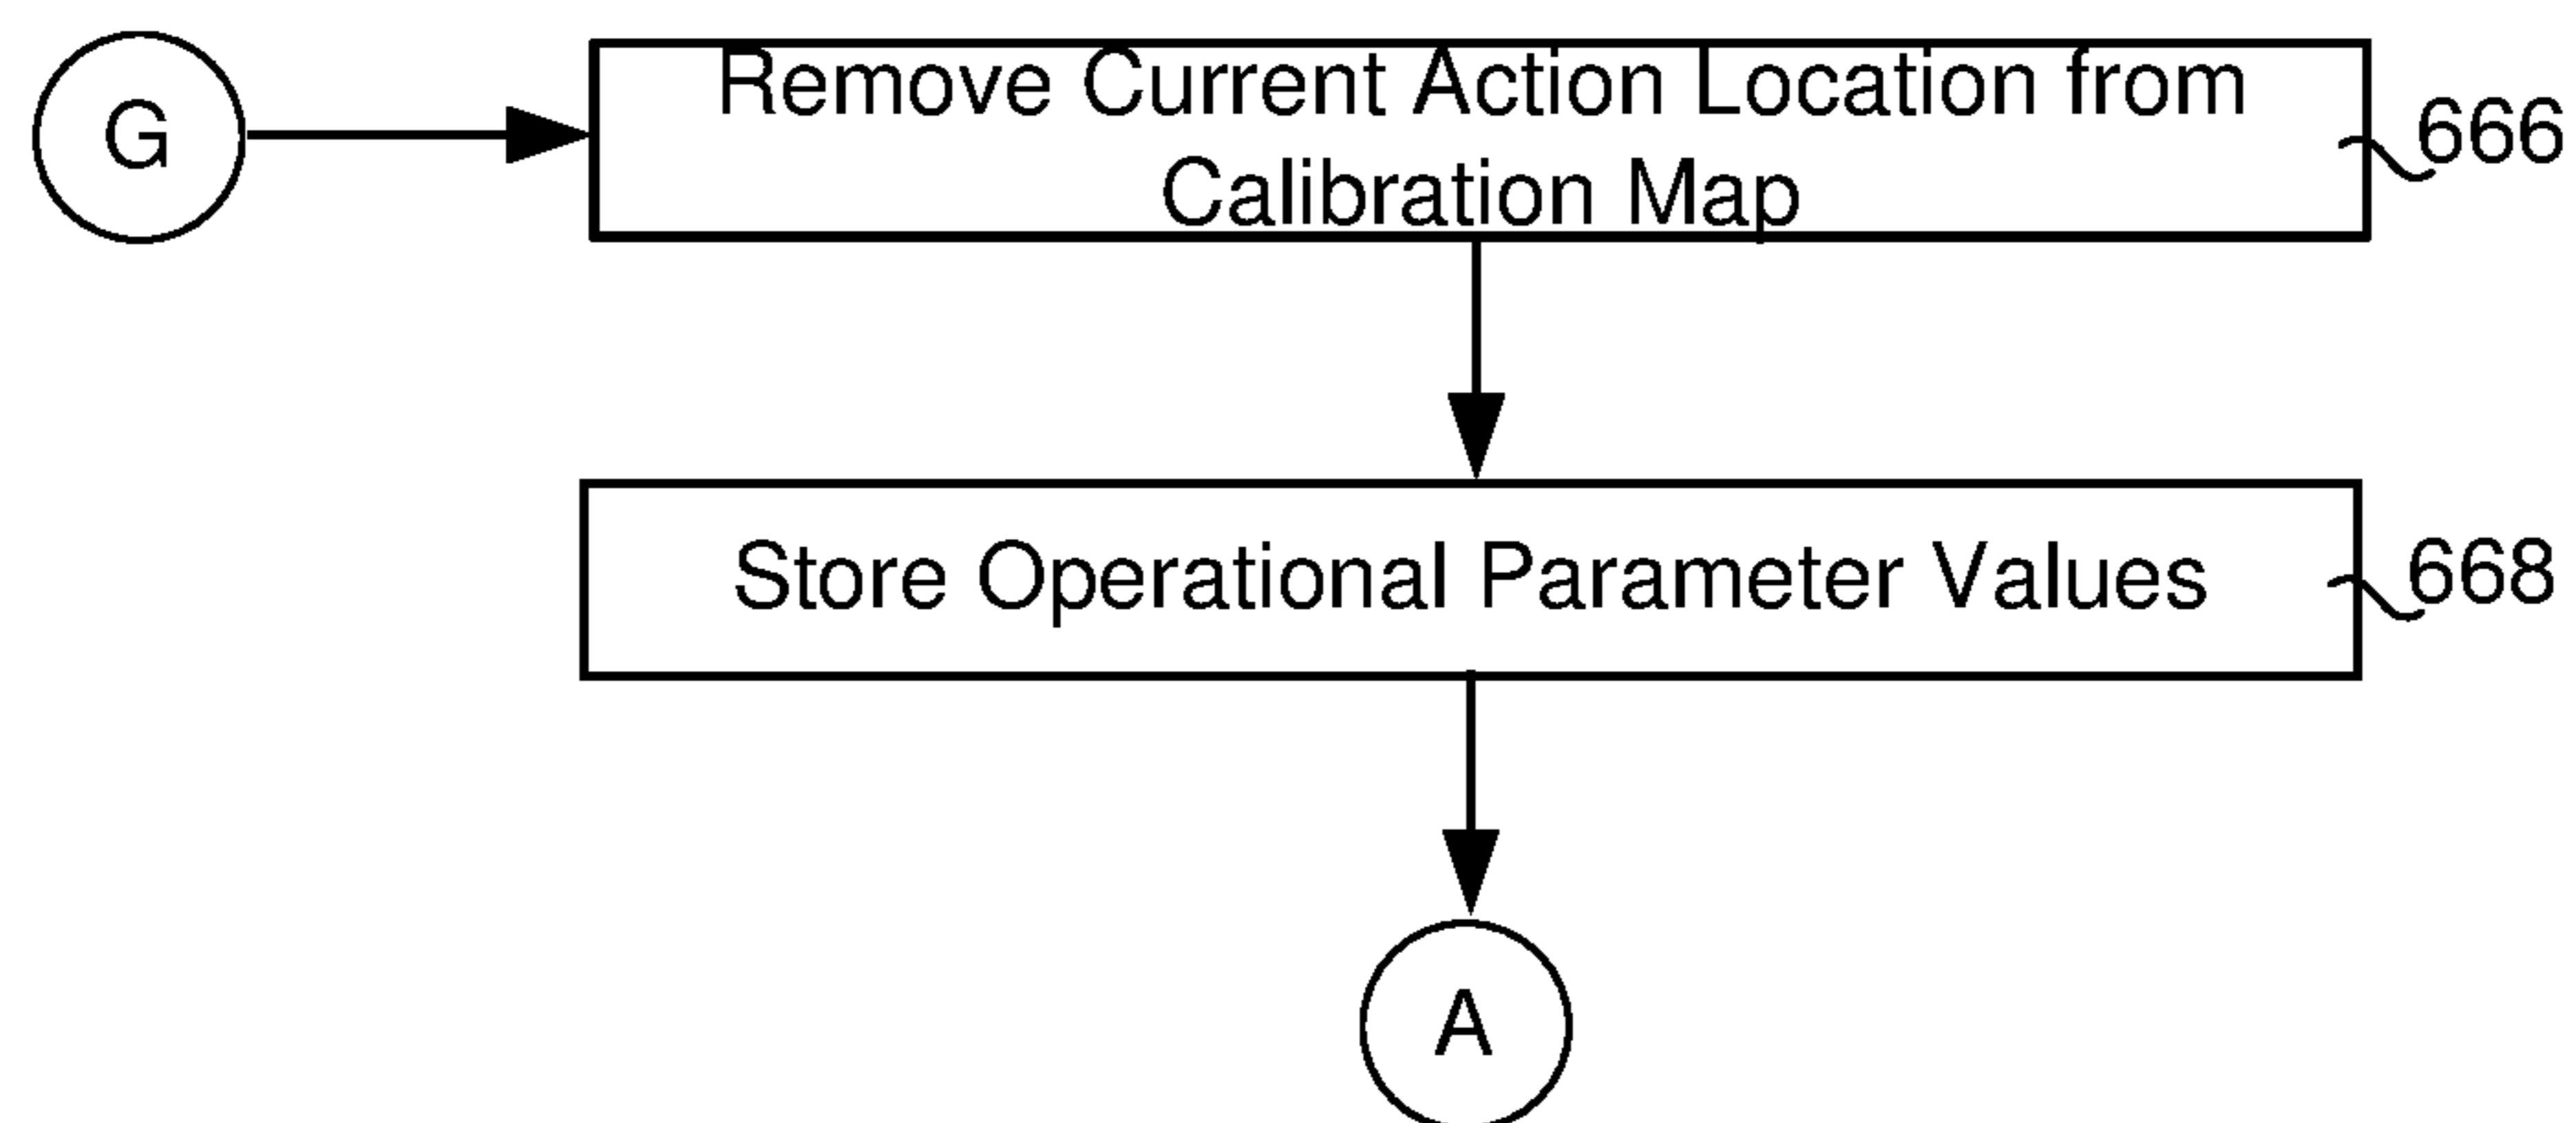 G
Remove Current Action Location from
Calibration Map
666
Store Operational Parameter Values
668
A